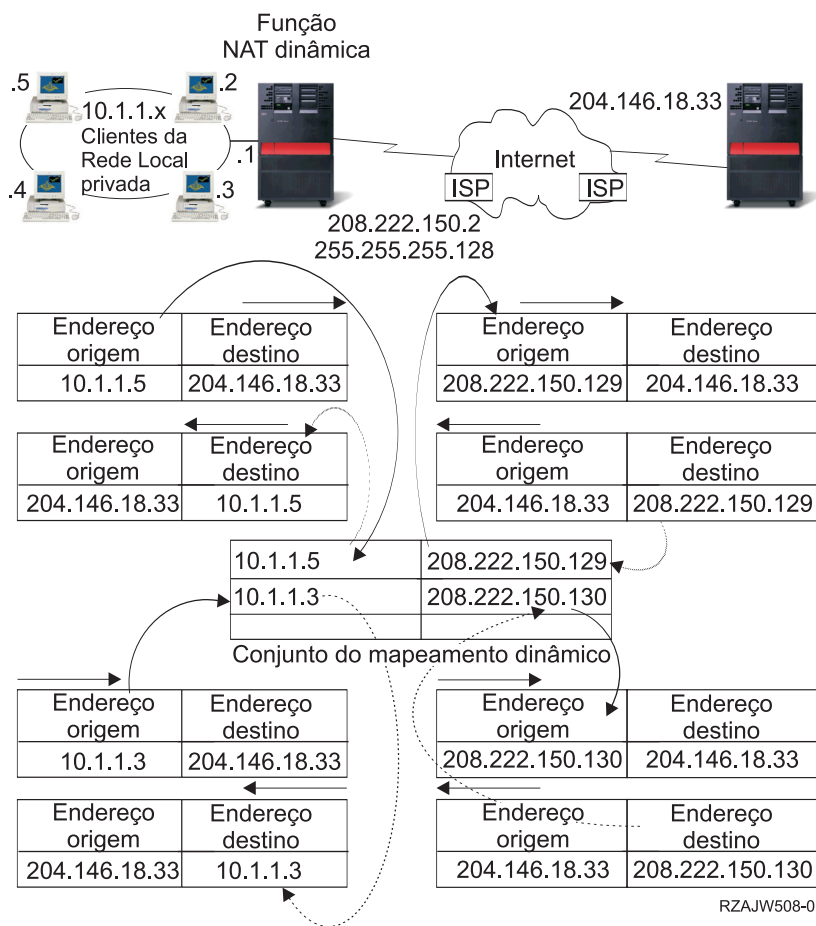 Função
NAT dinâmica
.5
.2
10.1.1.x
Clientes da
Rede Local
privada
.1
.4
.3
204.146.18.33
Internet
ISP
ISP
208.222.150.2
255.255.255.128
Endereço origem
Endereço destino
10.1.1.5
204.146.18.33
Endereço origem
Endereço destino
208.222.150.129
204.146.18.33
Endereço origem
Endereço destino
204.146.18.33
10.1.1.5
Endereço origem
Endereço destino
204.146.18.33
208.222.150.129
10.1.1.5
208.222.150.129
10.1.1.3
208.222.150.130
Conjunto do mapeamento dinâmico
Endereço origem
Endereço destino
10.1.1.3
204.146.18.33
Endereço origem
Endereço destino
208.222.150.130
204.146.18.33
Endereço origem
Endereço destino
204.146.18.33
10.1.1.3
Endereço origem
Endereço destino
204.146.18.33
208.222.150.130
RZAJW508-0